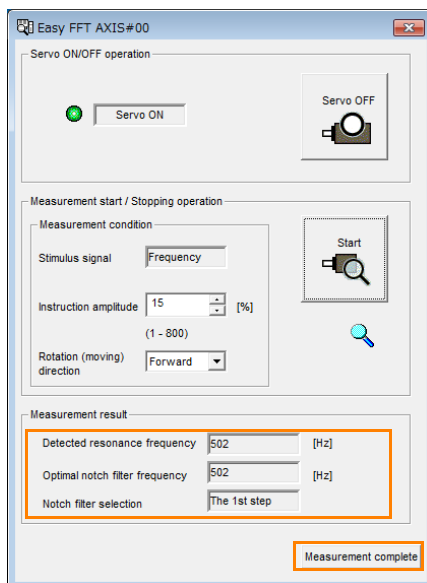 Easy FFT AXIS#00
Servo ON/OFF operation
Servo ON
Servo OFF
Measurement start / Stopping operation
Measurement condition
Stimulus signal Frequency
Start
Instruction amplitude 15 [%]
(1 - 800)
Rotation (moving) direction Forward
Measurement result
Detected resonance frequency 502 [Hz]
Optimal notch filter frequency 502 [Hz]
Notch filter selection The 1st step
Measurement complete